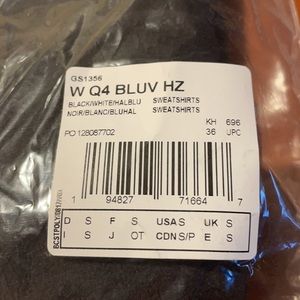 GS1356
W Q4 BLUV HZ
BLACK/WHITE/HALBLU SWEATSHIRTS
NOIR/BLANC/BLUHAL SWEATSHIRTS
KH 696
PO 128087702 36 UPC
1 94827 71664 7
D S F S USA S UK S
I S J OT CDN S/P E S